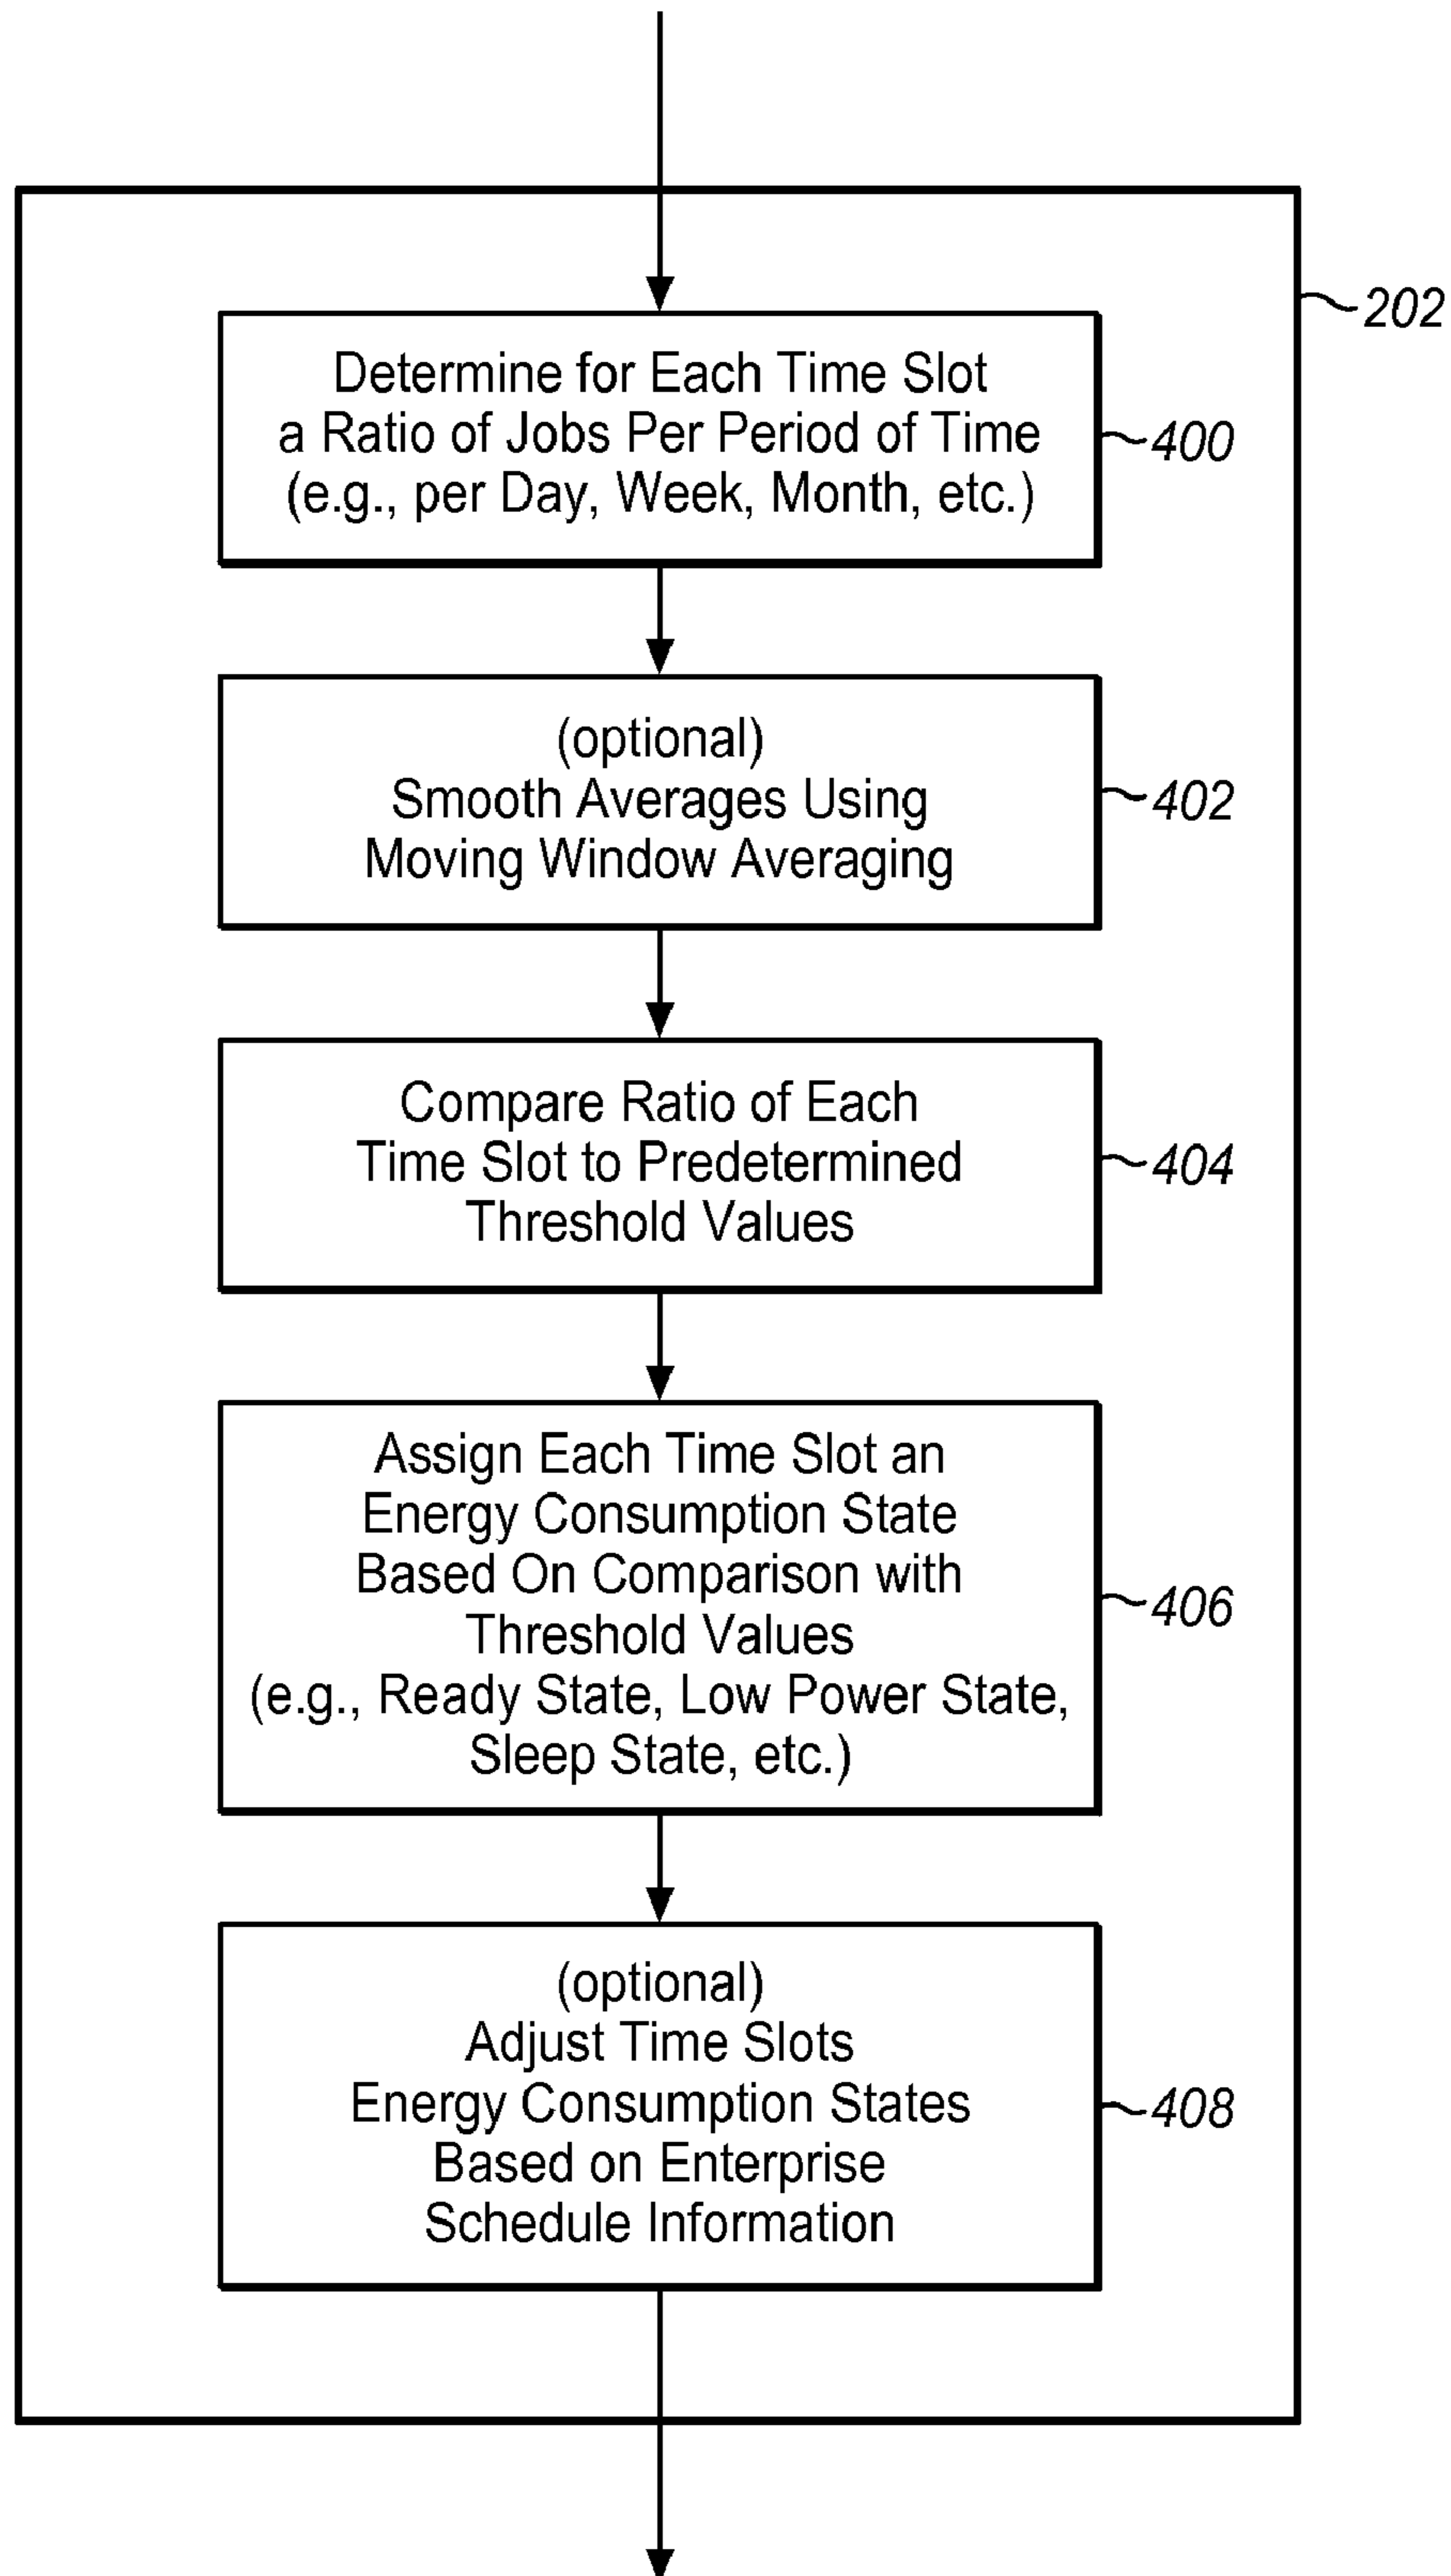 202
Determine for Each Time Slot
a Ratio of Jobs Per Period of Time
(e.g., per Day, Week, Month, etc.)
400
(optional)
Smooth Averages Using
Moving Window Averaging
402
Compare Ratio of Each
Time Slot to Predetermined
Threshold Values
404
Assign Each Time Slot an
Energy Consumption State
Based On Comparison with
Threshold Values
(e.g., Ready State, Low Power State,
Sleep State, etc.)
406
(optional)
Adjust Time Slots
Energy Consumption States
Based on Enterprise
Schedule Information
408